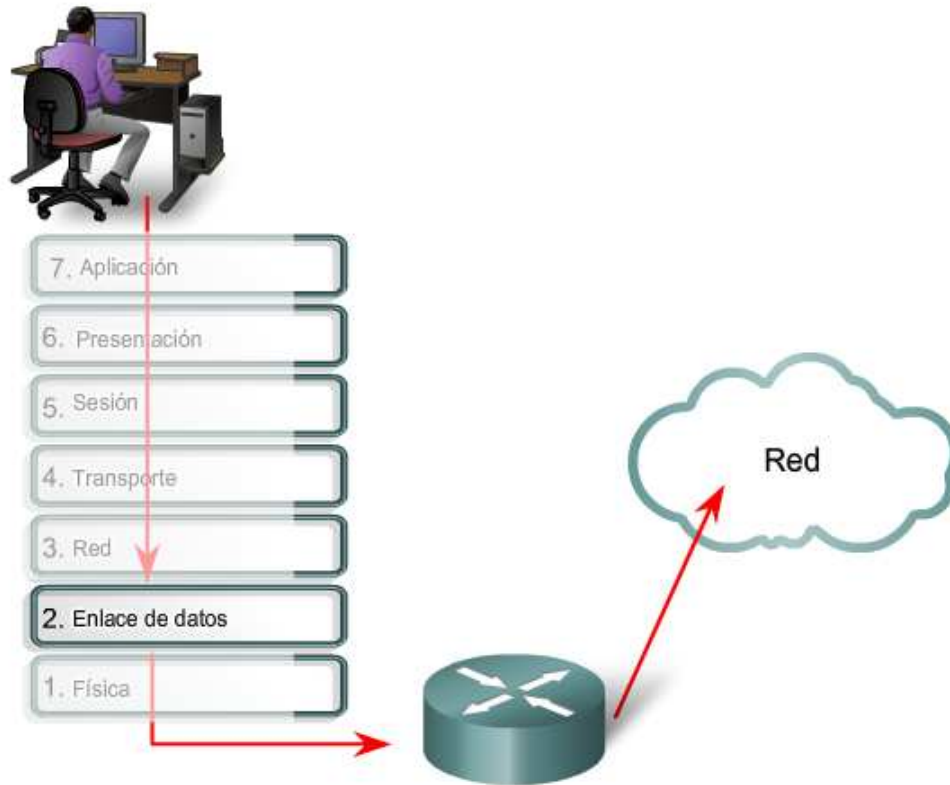 7. Aplicación
6. Presentación
5. Sesión
4. Transporte
3. Red
2. Enlace de datos
1. Física
Red